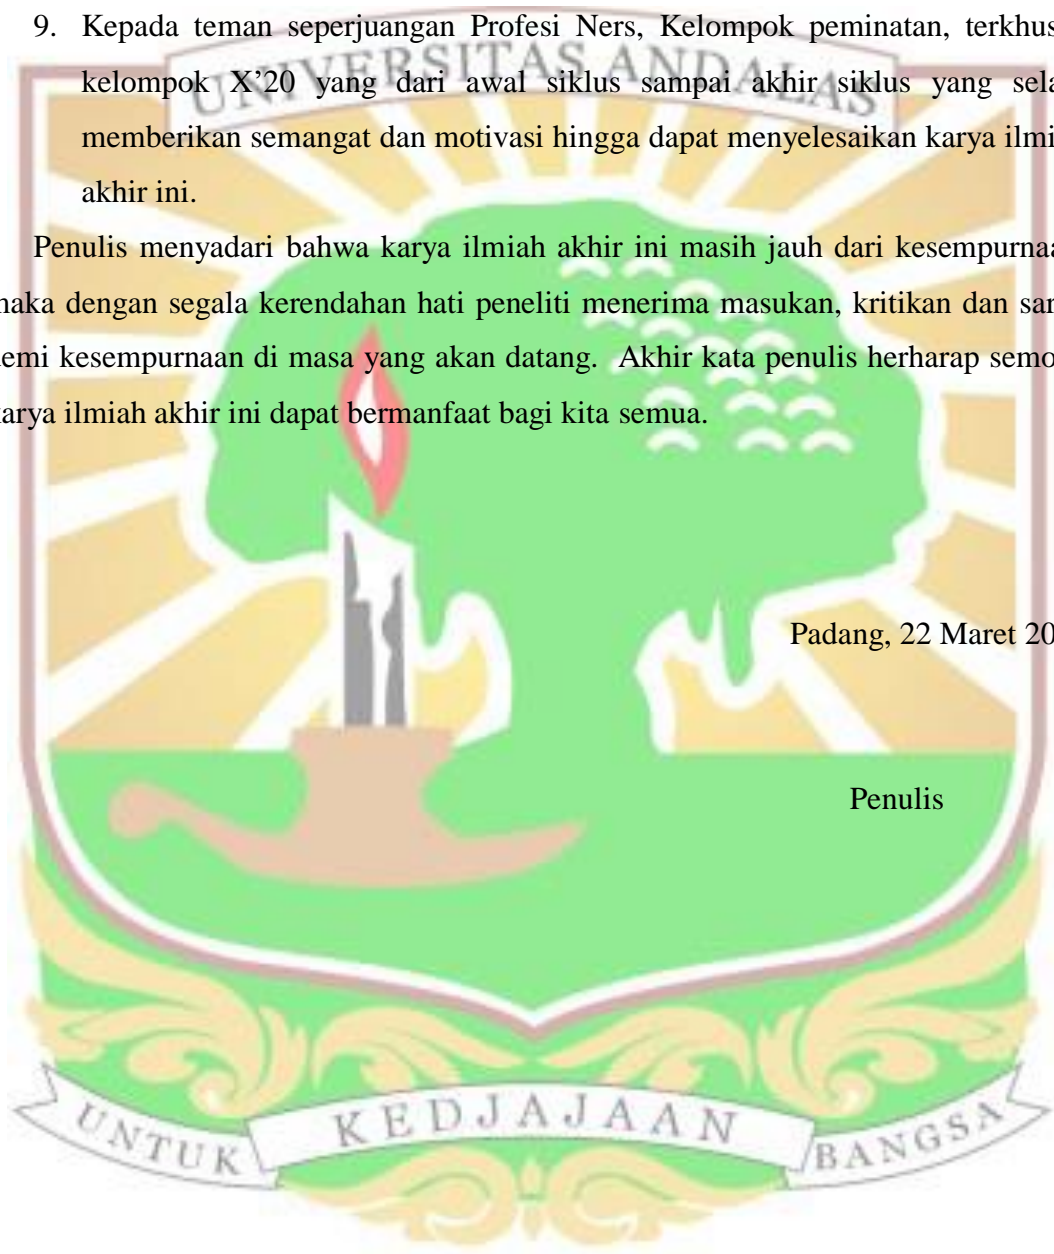 9. Kepada teman seperjuangan Profesi Ners, Kelompok peminatan, terkhus
kelompok X’20 yang dari awal siklus sampai akhir siklus yang sela
memberikan semangat dan motivasi hingga dapat menyelesaikan karya ilmi
akhir ini.
Penulis menyadari bahwa karya ilmiah akhir ini masih jauh dari kesempurnaa
maka dengan segala kerendahan hati peneliti menerima masukan, kritikan dan sar
demi kesempurnaan di masa yang akan datang. Akhir kata penulis herharap semo
karya ilmiah akhir ini dapat bermanfaat bagi kita semua.
Padang, 22 Maret 20
Penulis
UNIVERSITAS ANDALAS
UNTUK KEDJAJAAN BANGSA